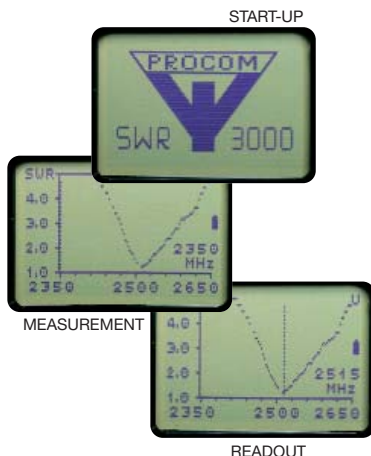 START-UP
PROCOM
SWR 3000
SWR
4.0
3.0
2.0
1.0
2350
MHz
2350 2500 2650
MEASUREMENT
U
4.0
3.0
2.0
1.0
2515
MHz
2350 2500 2650
READOUT